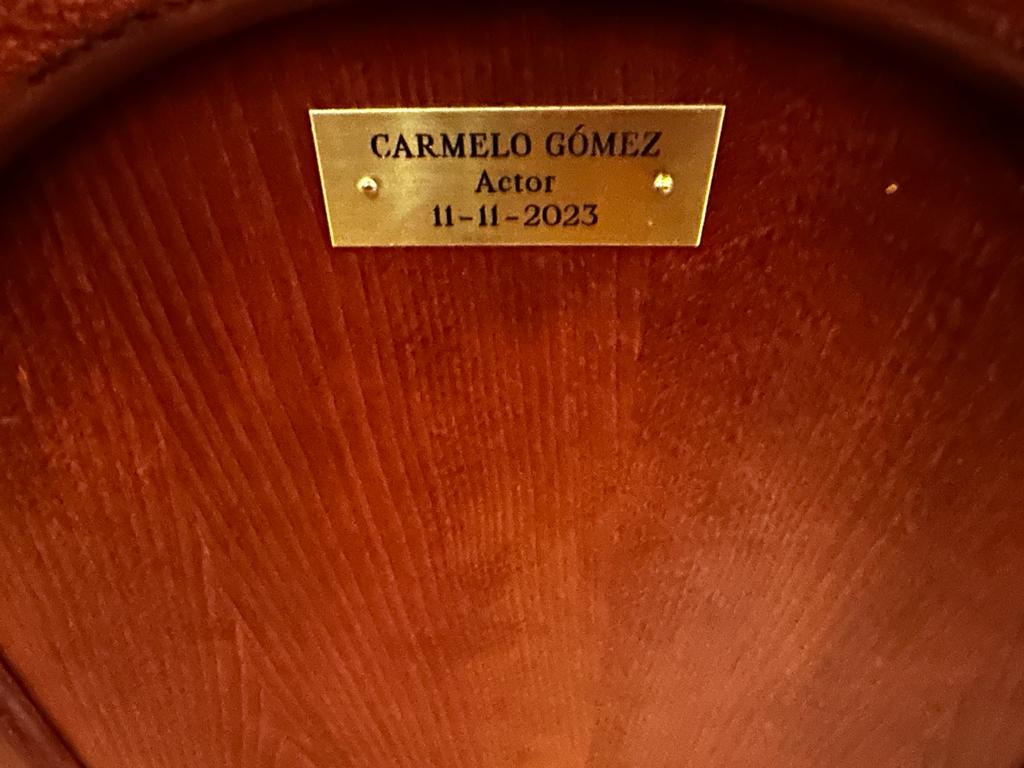 CARMELO GÓMEZ
Actor
11-11-2023